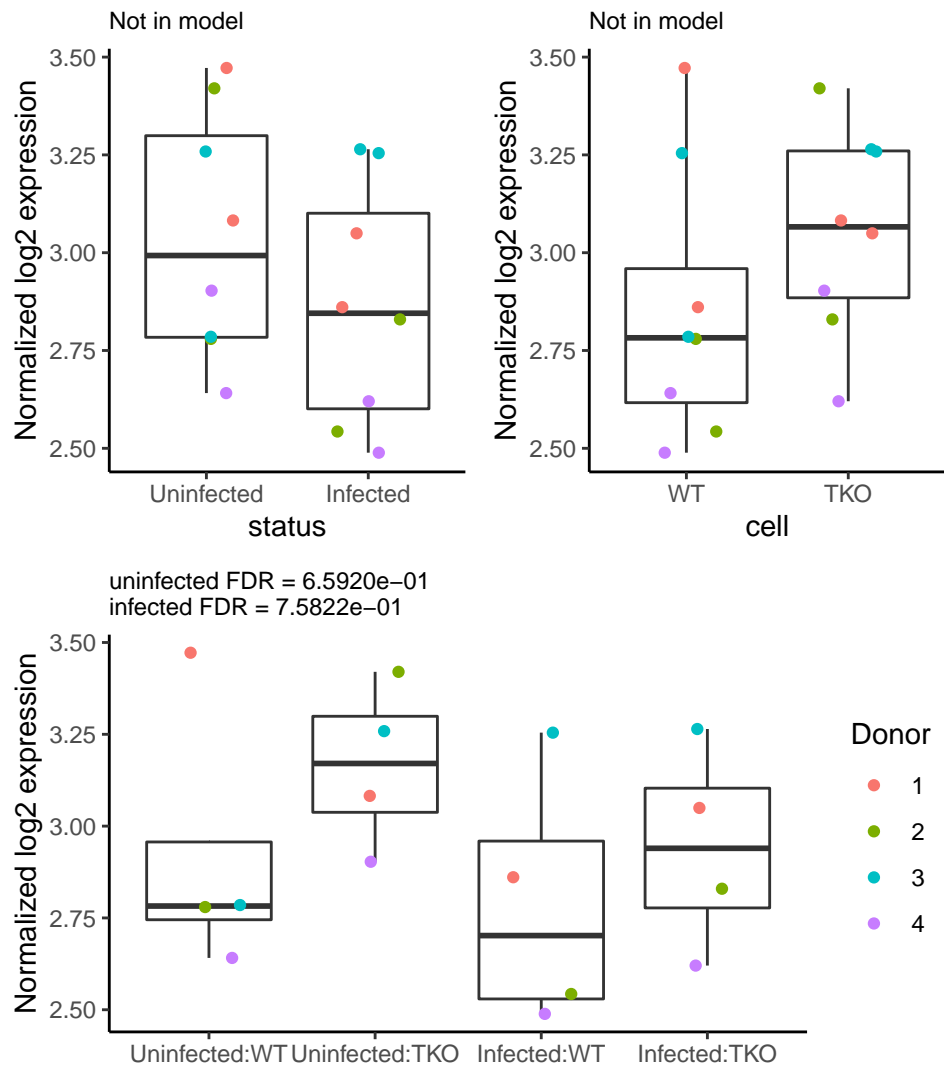 Not in model
Normalized log2 expression
3.50
3.25
3.00
2.75
2.50
Uninfected
Infected
status
Not in model
Normalized log2 expression
3.50
3.25
3.00
2.75
2.50
WT
TKO
cell
uninfected FDR = 6.5920e−01
infected FDR = 7.5822e−01
Normalized log2 expression
3.50
3.25
3.00
2.75
2.50
Uninfected:WT
Uninfected:TKO
Infected:WT
Infected:TKO
Donor
1
2
3
4